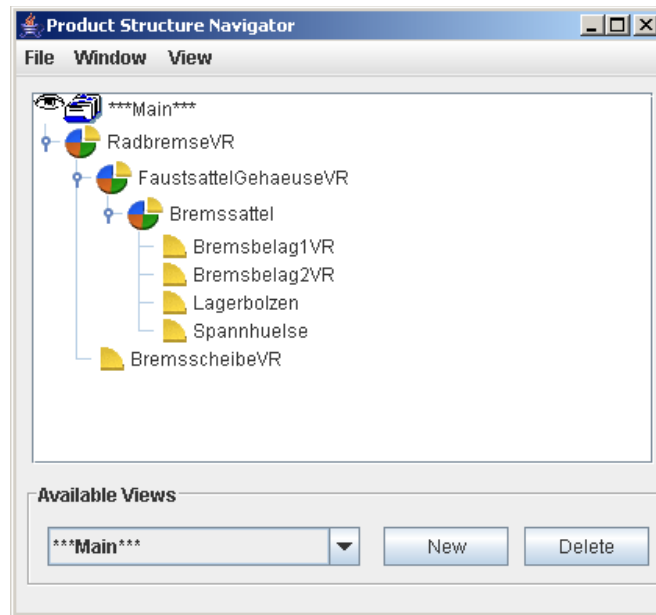 Product Structure Navigator
File Window View
***Main***
RadbremseVR
FaustsattelGehaeuseVR
Bremssattel
Bremsbelag1VR
Bremsbelag2VR
Lagerbolzen
Spannhuelse
BremsscheibeVR
Available Views
***Main*** New Delete